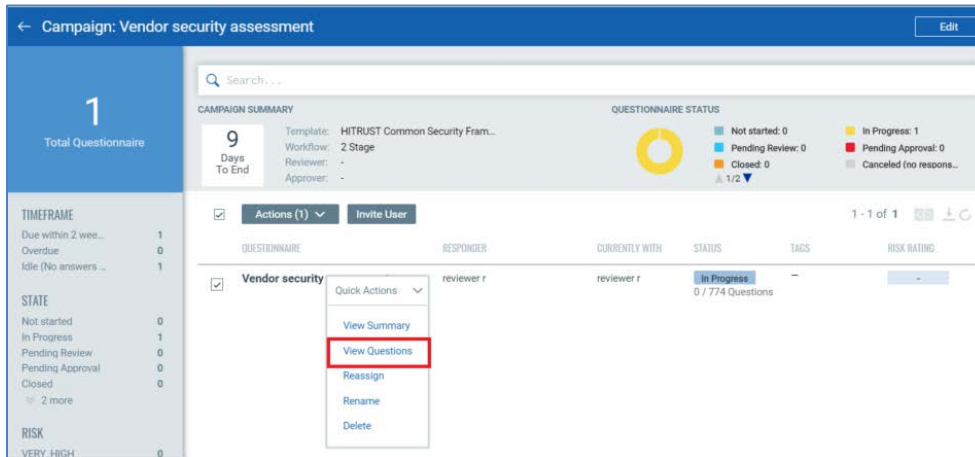 ← Campaign: Vendor security assessment
Edit
1
Total Questionnaire
Search...
CAMPAIGN SUMMARY
9
Days
To End
Template: HITRUST Common Security Fram...
Workflow: 2 Stage
Reviewer: -
Approver: -
QUESTIONNAIRE STATUS
Not started: 0
In Progress: 1
Pending Review: 0
Pending Approval: 0
Closed: 0
Canceled (no respons...
1/2
TIMEFRAME
Due within 2 wee... 1
Overdue 0
Idle (No answers ... 1
STATE
Not started 0
In Progress 1
Pending Review 0
Pending Approval 0
Closed 0
2 more
RISK
VERY HIGH 0
Actions (1)
Invite User
1 - 1 of 1
QUESTIONNAIRE RESPONDER CURRENTLY WITH STATUS TAGS RISK RATING
Vendor security reviewer r reviewer r In Progress – -
0 / 774 Questions
Quick Actions
View Summary
View Questions
Reassign
Rename
Delete